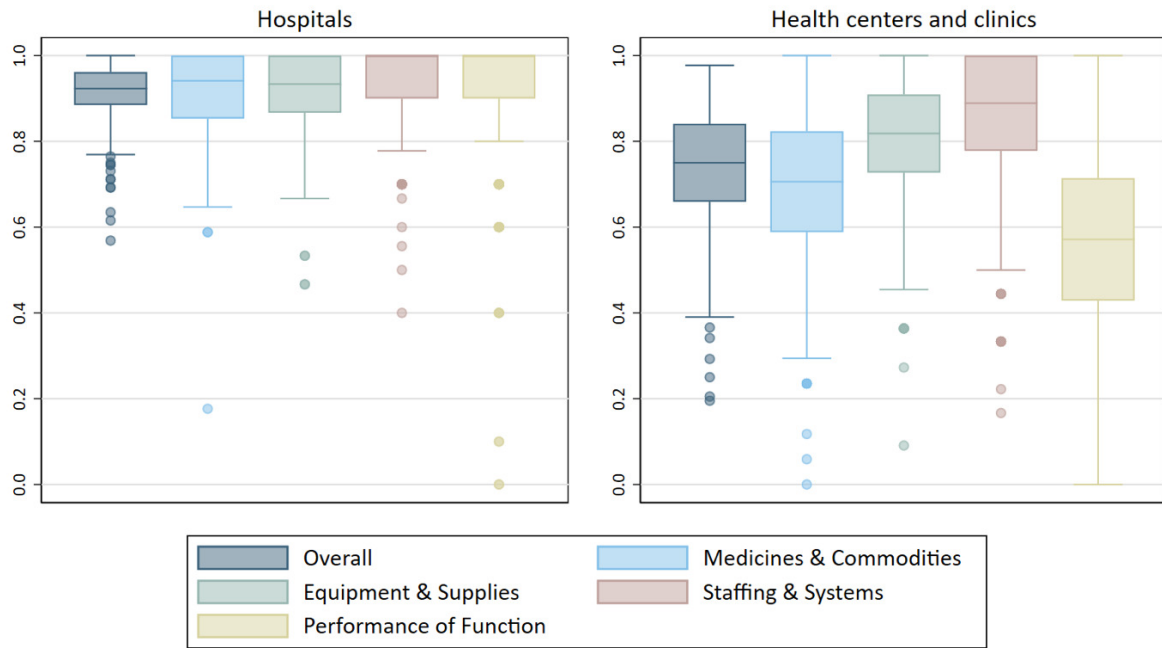 Hospitals
Health centers and clinics
1.0
0.8
0.6
0.4
0.2
0.0
1.0
0.8
0.6
0.4
0.2
0.0
Overall
Medicines & Commodities
Equipment & Supplies
Staffing & Systems
Performance of Function